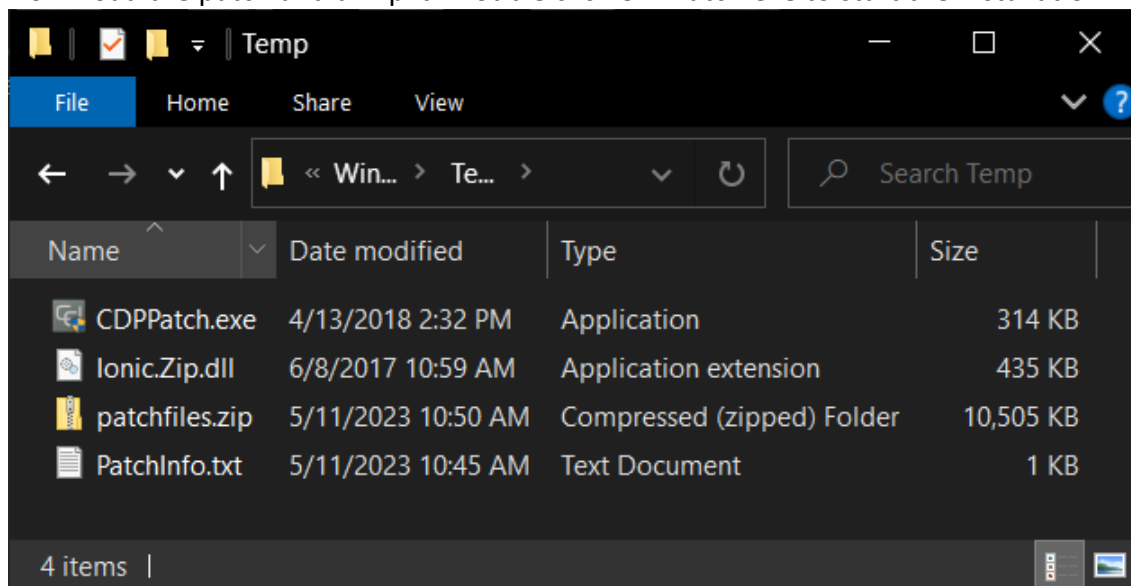 Temp
File Home Share View ?
« Win... > Te... > Search Temp
Name Date modified Type Size
CDPPatch.exe 4/13/2018 2:32 PM Application 314 KB
Ionic.Zip.dll 6/8/2017 10:59 AM Application extension 435 KB
patchfiles.zip 5/11/2023 10:50 AM Compressed (zipped) Folder 10,505 KB
PatchInfo.txt 5/11/2023 10:45 AM Text Document 1 KB
4 items